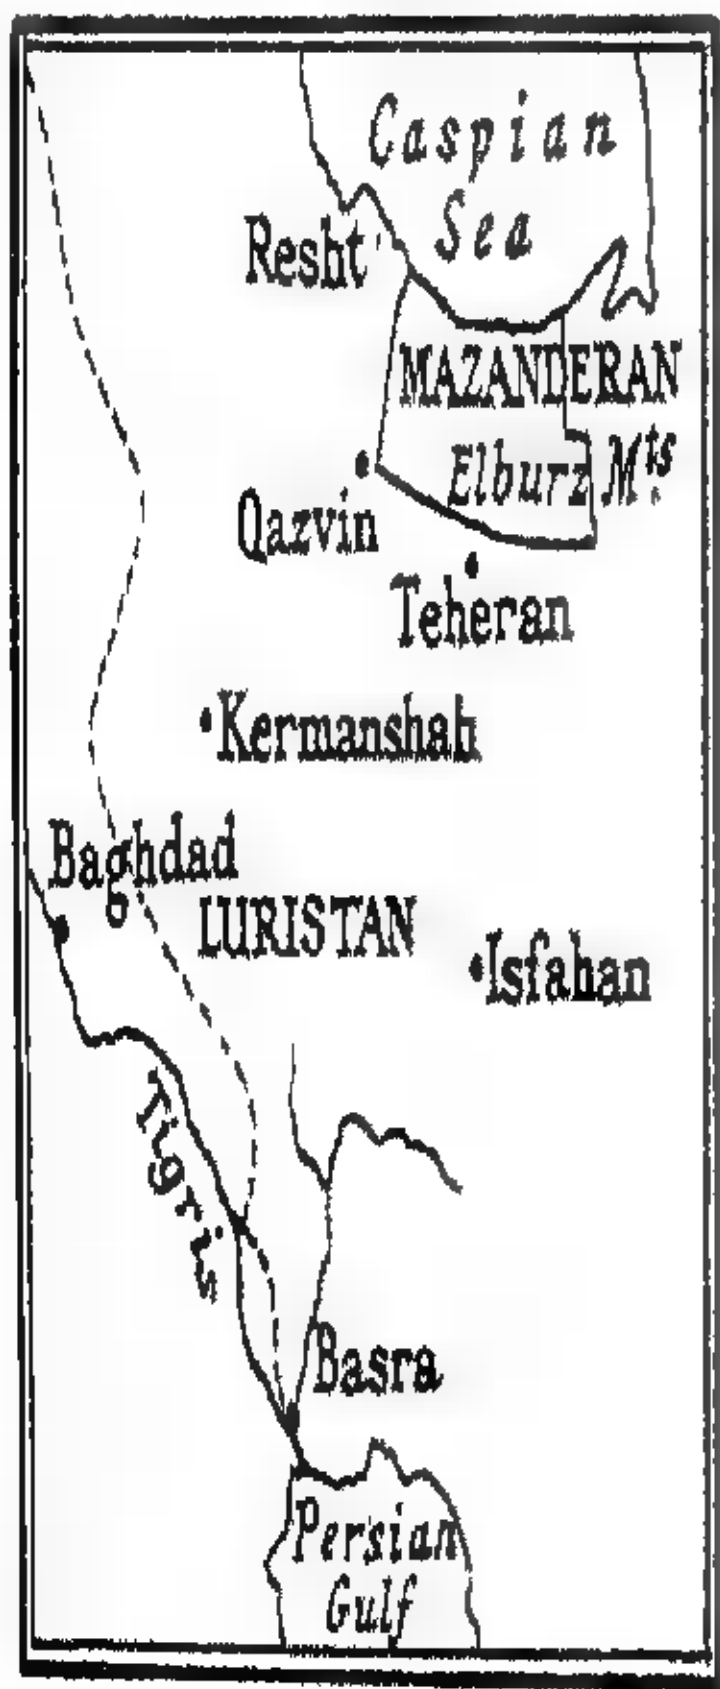 Caspian
Sea
Resht
MAZANDERAN
Elburz Mts
Qazvin
Teheran
Kermanshah
Baghdad
LURISTAN
Isfahan
Tigris
Basra
Persian
Gulf